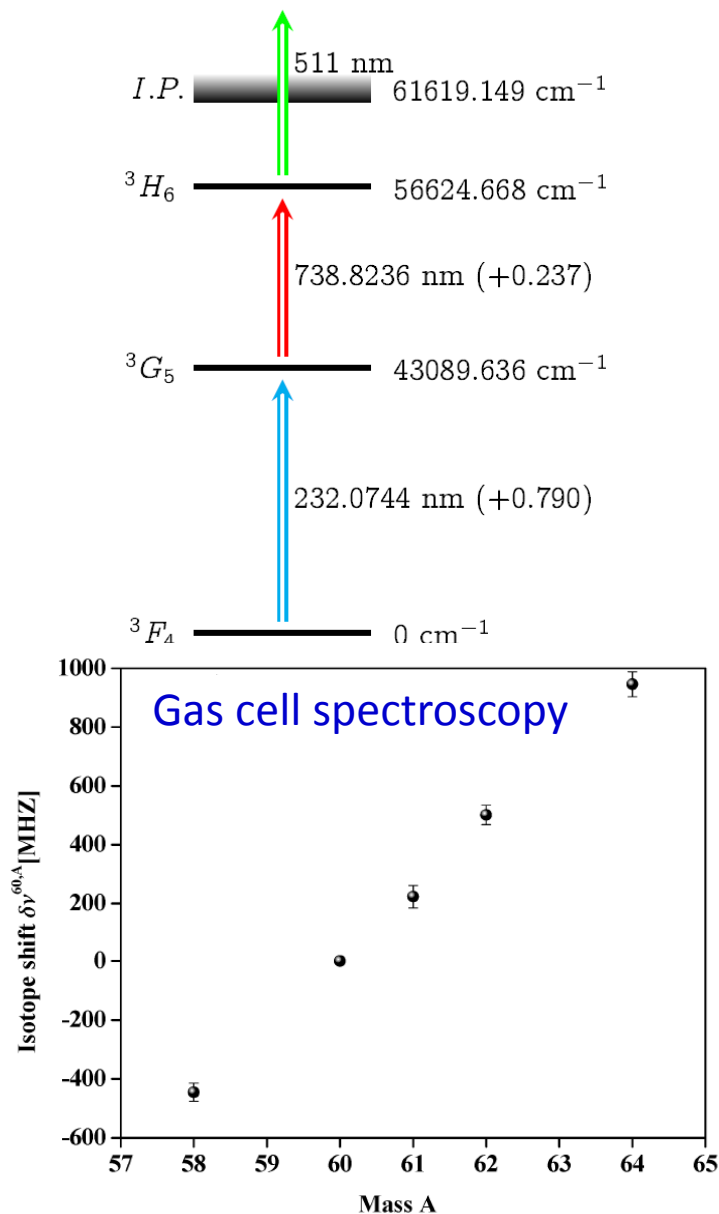 511 nm
I.P. 61619.149 cm⁻¹
³H₆ 56624.668 cm⁻¹
738.8236 nm (+0.237)
³G₅ 43089.636 cm⁻¹
232.0744 nm (+0.790)
³F₄ 0 cm⁻¹
Gas cell spectroscopy
Isotope shift δν⁶⁰,ᴬ[MHZ]
1000
800
600
400
200
0
-200
-400
-600
57 58 59 60 61 62 63 64 65
Mass A